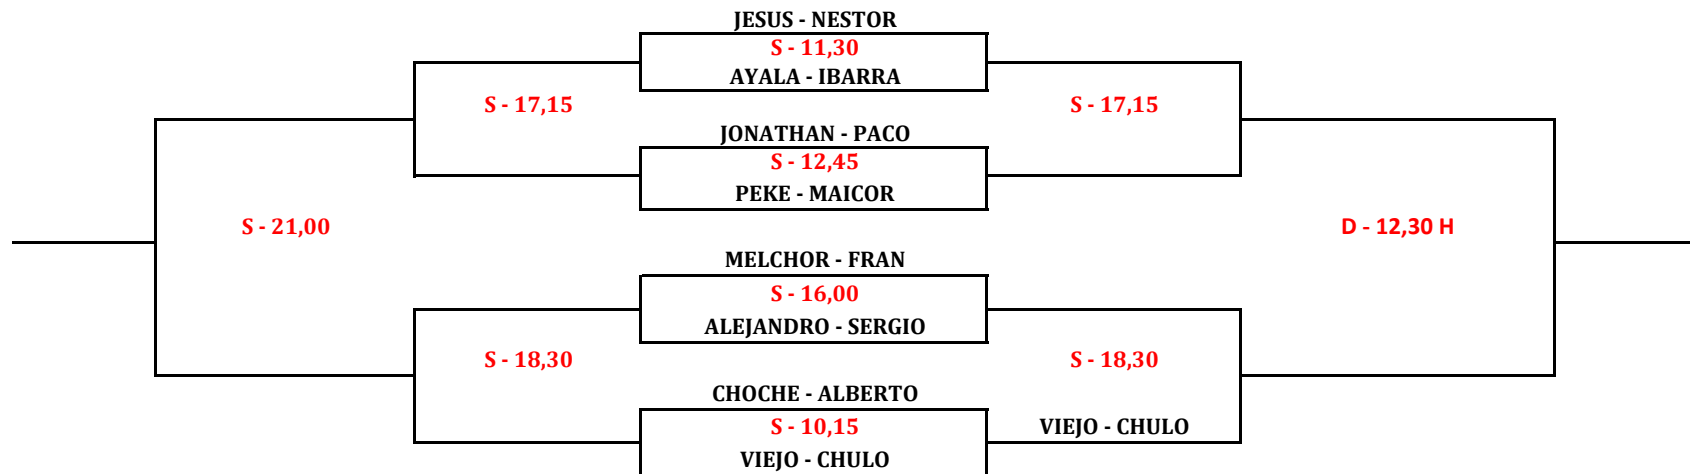 JESUS - NESTOR
S - 11,30
AYALA - IBARRA
S - 17,15
S - 17,15
JONATHAN - PACO
S - 12,45
PEKE - MAICOR
S - 21,00
D - 12,30 H
MELCHOR - FRAN
S - 16,00
ALEJANDRO - SERGIO
S - 18,30
S - 18,30
CHOCHE - ALBERTO
S - 10,15
VIEJO - CHULO
VIEJO - CHULO